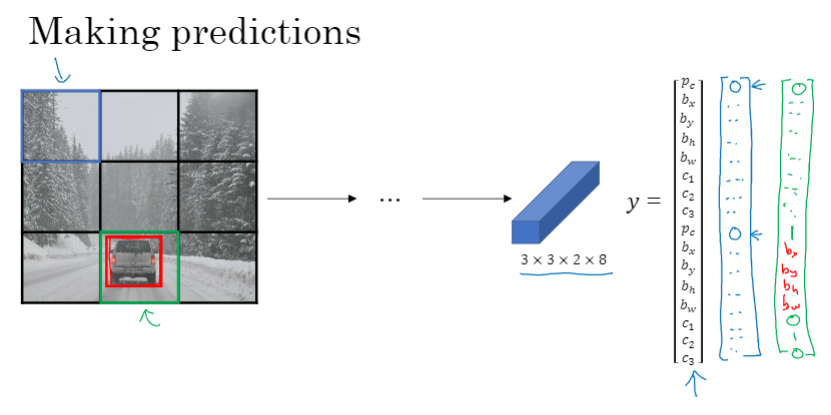 Making predictions
...
3 × 3 × 2 × 8
y =
p_c
b_x
b_y
b_h
b_w
c_1
c_2
c_3
p_c
b_x
b_y
b_h
b_w
c_1
c_2
c_3
0
0
0
1
b_x
b_y
b_h
b_w
0
1
0